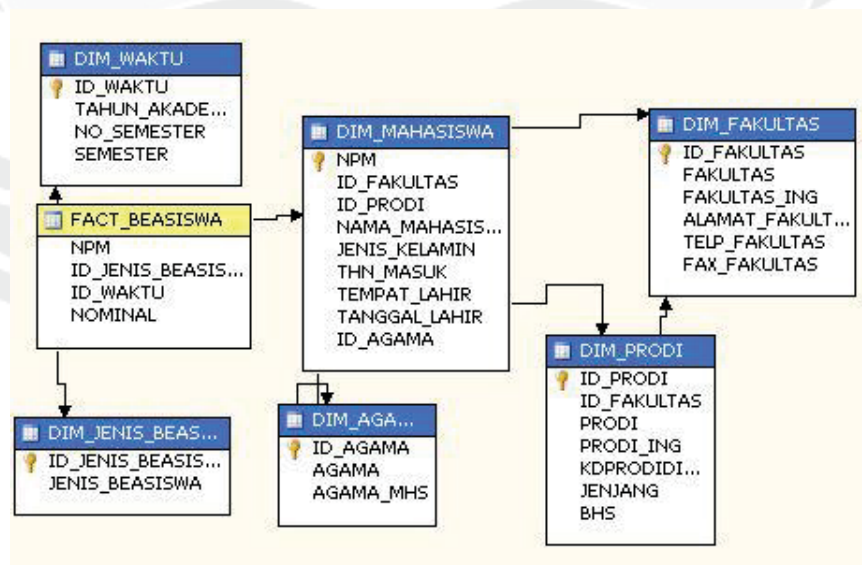 DIM_WAKTU
ID_WAKTU
TAHUN_AKADE...
NO_SEMESTER
SEMESTER
FACT_BEASISWA
NPM
ID_JENIS_BEASIS...
ID_WAKTU
NOMINAL
DIM_JENIS_BEAS...
ID_JENIS_BEASIS...
JENIS_BEASISWA
DIM_MAHASISWA
NPM
ID_FAKULTAS
ID_PRODI
NAMA_MAHASIS...
JENIS_KELAMIN
THN_MASUK
TEMPAT_LAHIR
TANGGAL_LAHIR
ID_AGAMA
DIM_AGA...
ID_AGAMA
AGAMA
AGAMA_MHS
DIM_FAKULTAS
ID_FAKULTAS
FAKULTAS
FAKULTAS_ING
ALAMAT_FAKULT...
TELP_FAKULTAS
FAX_FAKULTAS
DIM_PRODI
ID_PRODI
ID_FAKULTAS
PRODI
PRODI_ING
KDPRODIDI...
JENJANG
BHS